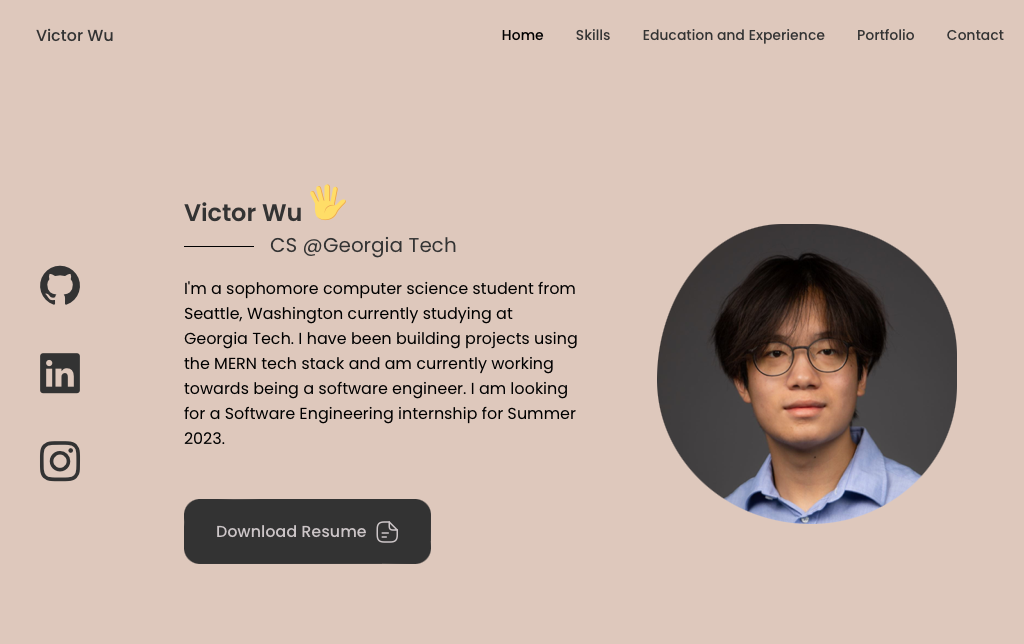 Victor Wu
Home Skills Education and Experience Portfolio Contact
Victor Wu
CS @Georgia Tech
I'm a sophomore computer science student from
Seattle, Washington currently studying at
Georgia Tech. I have been building projects using
the MERN tech stack and am currently working
towards being a software engineer. I am looking
for a Software Engineering internship for Summer
2023.
Download Resume